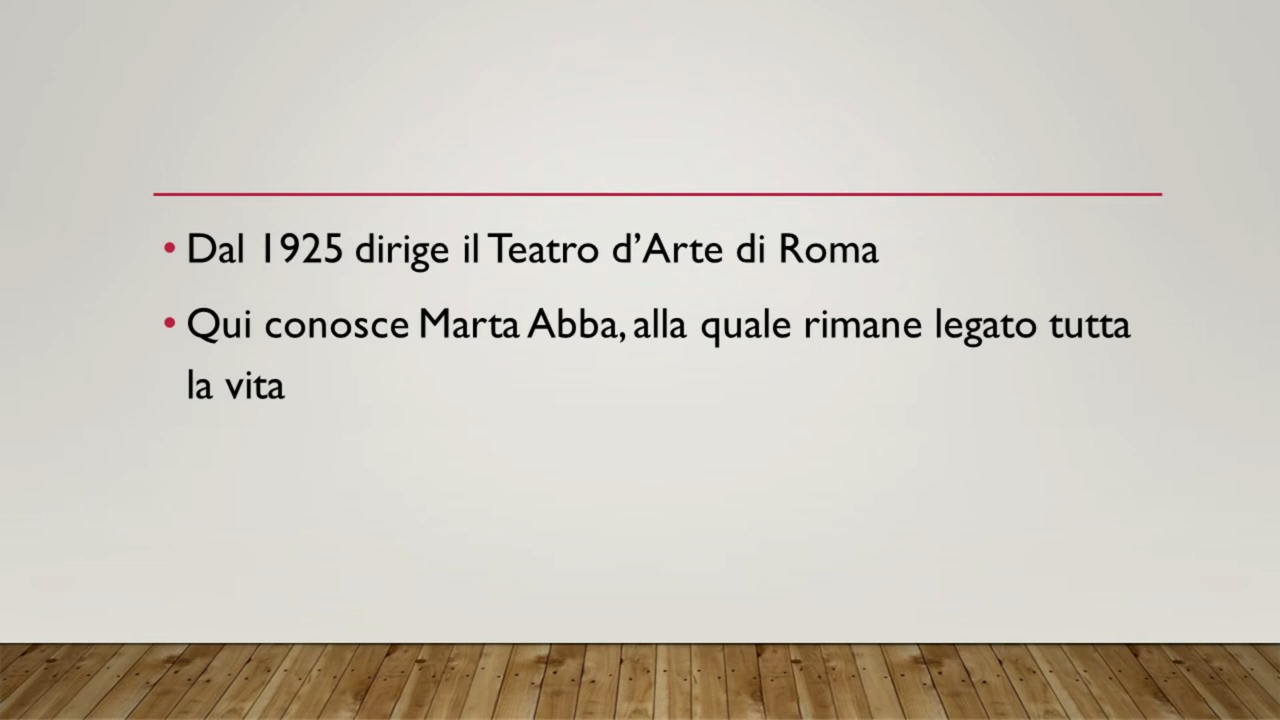 • Dal 1925 dirige il Teatro d’Arte di Roma
• Qui conosce Marta Abba, alla quale rimane legato tutta
la vita